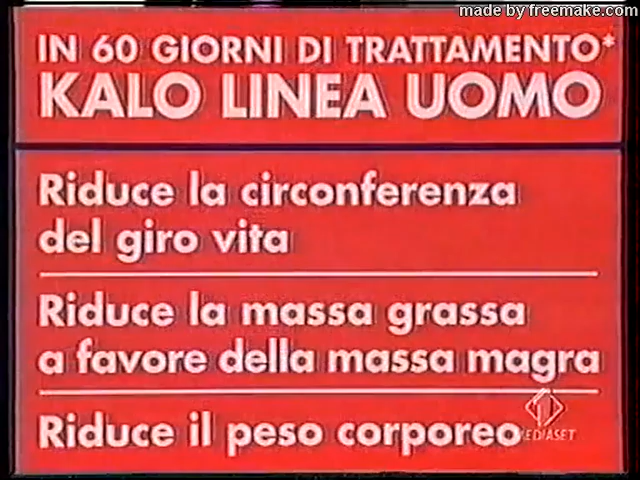 made by freemake.com
IN 60 GIORNI DI TRATTAMENTO*
KALO LINEA UOMO
Riduce la circonferenza
del giro vita
Riduce la massa grassa
a favore della massa magra
Riduce il peso corporeo
MEDIASET